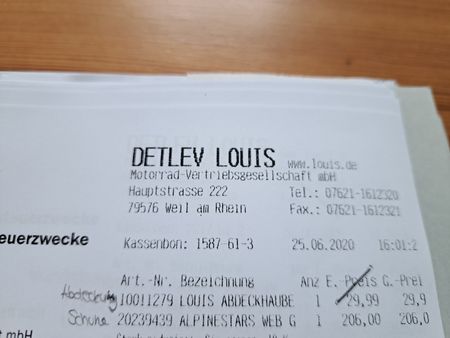 DETLEV LOUIS www.louis.de
Motorrad-Vertriebsgesellschaft mbH
Hauptstrasse 222 Tel.: 07621-1612320
79576 Weil am Rhein Fax.: 07621-1612321
euerzwecke
Kassenbon: 1587-61-3 25.06.2020 16:01:2
Art.-Nr. Bezeichnung Anz E. Preis G.-Prei
Abdeckung 10011279 LOUIS ABDECKHAUBE 1 29,99 29,9
Schuhe 20239439 ALPINESTARS WEB G 1 206,00 206,0
t mbH